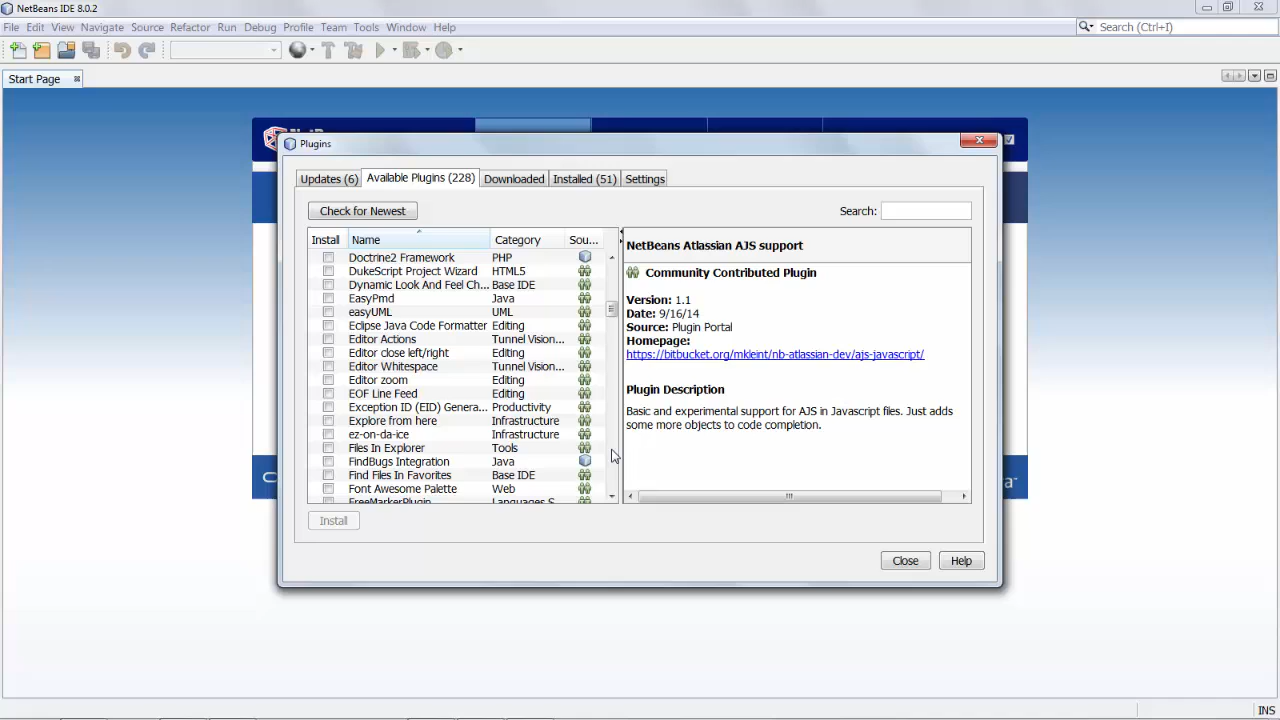 NetBeans IDE 8.0.2
File Edit View Navigate Source Refactor Run Debug Profile Team Tools Window Help
Search (Ctrl+I)
Start Page
Plugins
Updates (6) Available Plugins (228) Downloaded Installed (51) Settings
Check for Newest
Search:
Install Name Category Sou...
Doctrine2 Framework PHP
DukeScript Project Wizard HTML5
Dynamic Look And Feel Ch... Base IDE
EasyPmd Java
easyUML UML
Eclipse Java Code Formatter Editing
Editor Actions Tunnel Vision...
Editor close left/right Editing
Editor Whitespace Tunnel Vision...
Editor zoom Editing
EOF Line Feed Editing
Exception ID (EID) Genera... Productivity
Explore from here Infrastructure
ez-on-da-ice Infrastructure
Files In Explorer Tools
FindBugs Integration Java
Find Files In Favorites Base IDE
Font Awesome Palette Web
FreeMarkerPlugin Languages S...
NetBeans Atlassian AJS support
Community Contributed Plugin
Version: 1.1
Date: 9/16/14
Source: Plugin Portal
Homepage:
https://bitbucket.org/mkleint/nb-atlassian-dev/ajs-javascript/
Plugin Description
Basic and experimental support for AJS in Javascript files. Just adds
some more objects to code completion.
Install
Close Help
INS